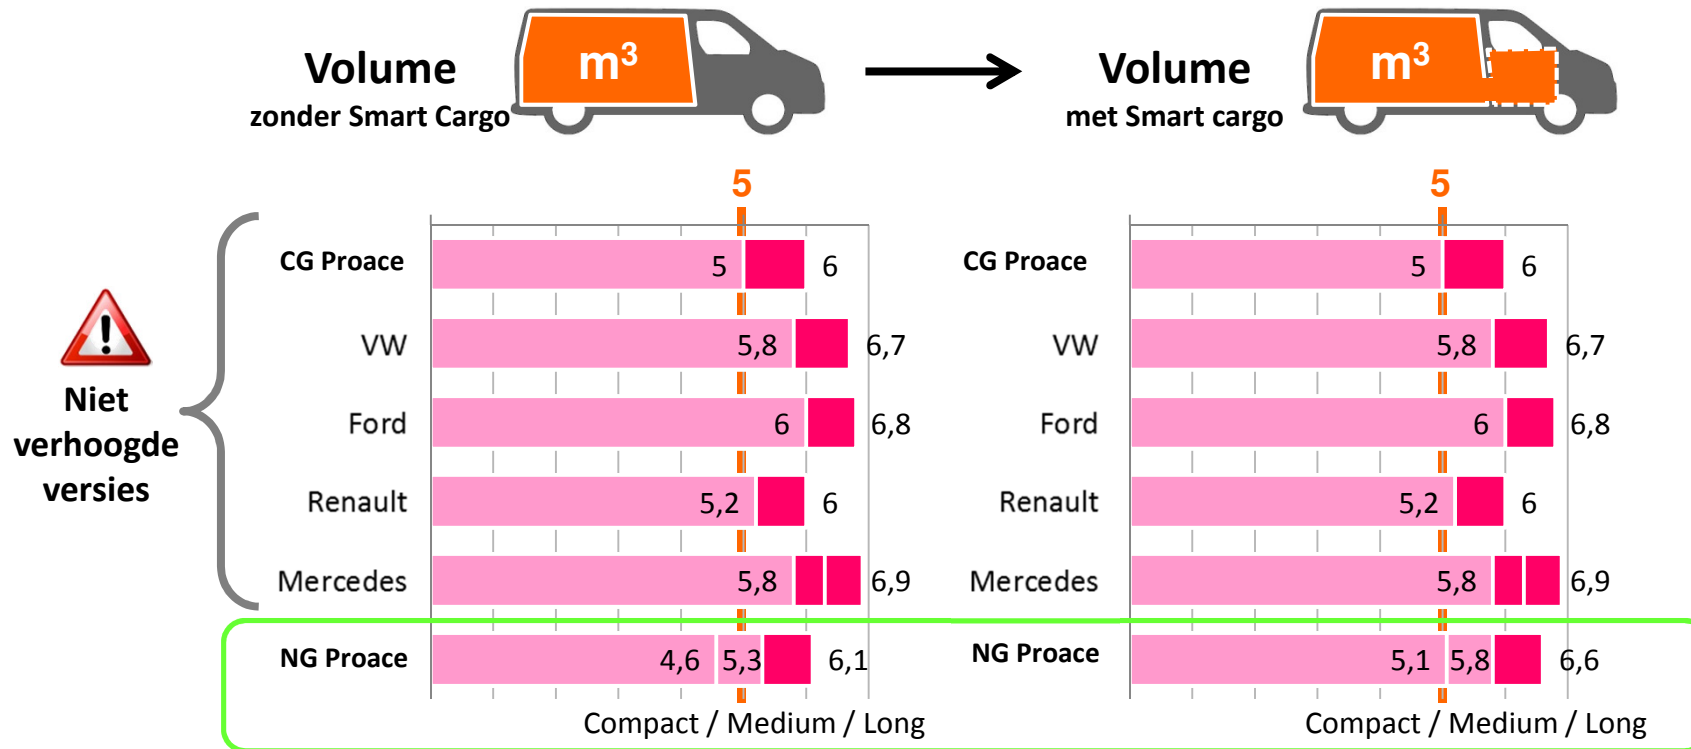 Volume
zonder Smart Cargo
m³
Volume
met Smart cargo
m³
5
5
CG Proace
5
6
CG Proace
5
6
VW
5,8
6,7
VW
5,8
6,7
Niet
verhoogde
versies
Ford
6
6,8
Ford
6
6,8
Renault
5,2
6
Renault
5,2
6
Mercedes
5,8
6,9
Mercedes
5,8
6,9
NG Proace
4,6
5,3
6,1
NG Proace
5,1
5,8
6,6
Compact / Medium / Long
Compact / Medium / Long